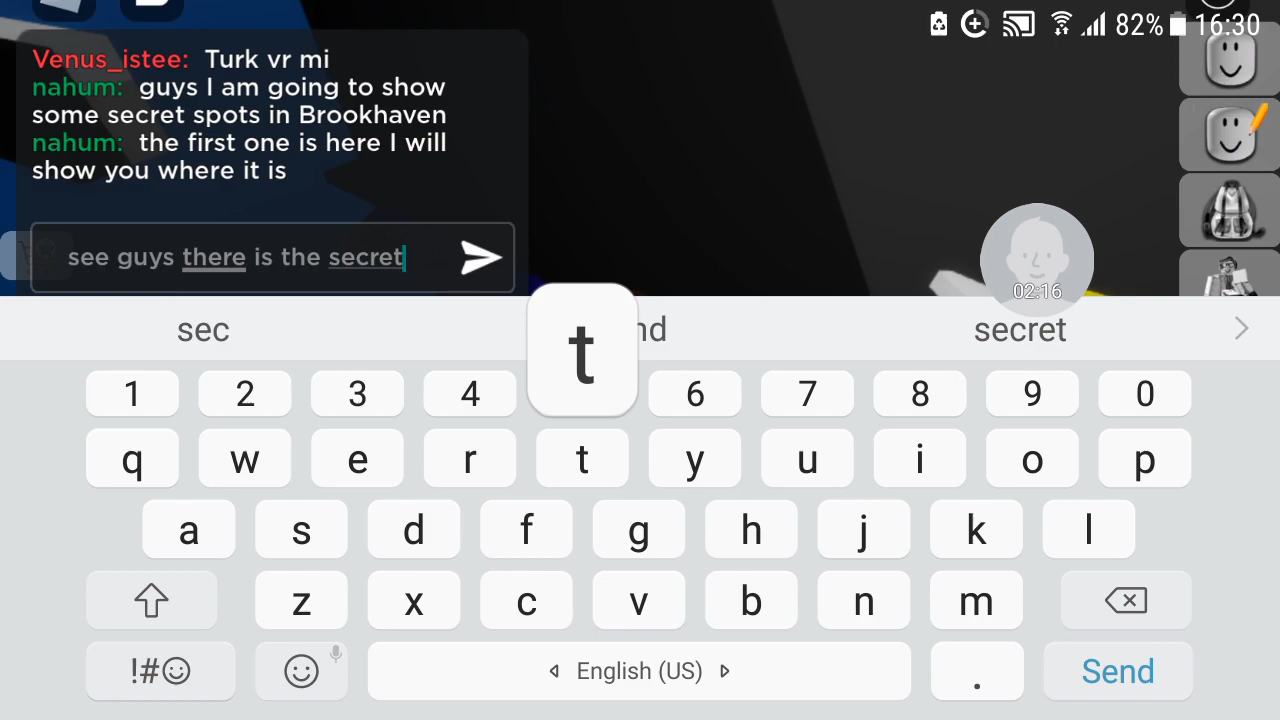 82% 16:30
Venus_istee: Turk vr mi
nahum: guys I am going to show
some secret spots in Brookhaven
nahum: the first one is here I will
show you where it is
see guys there is the secret
02:16
sec nd secret
t
1 2 3 4 6 7 8 9 0
q w e r t y u i o p
a s d f g h j k l
z x c v b n m
!#☺ English (US) . Send